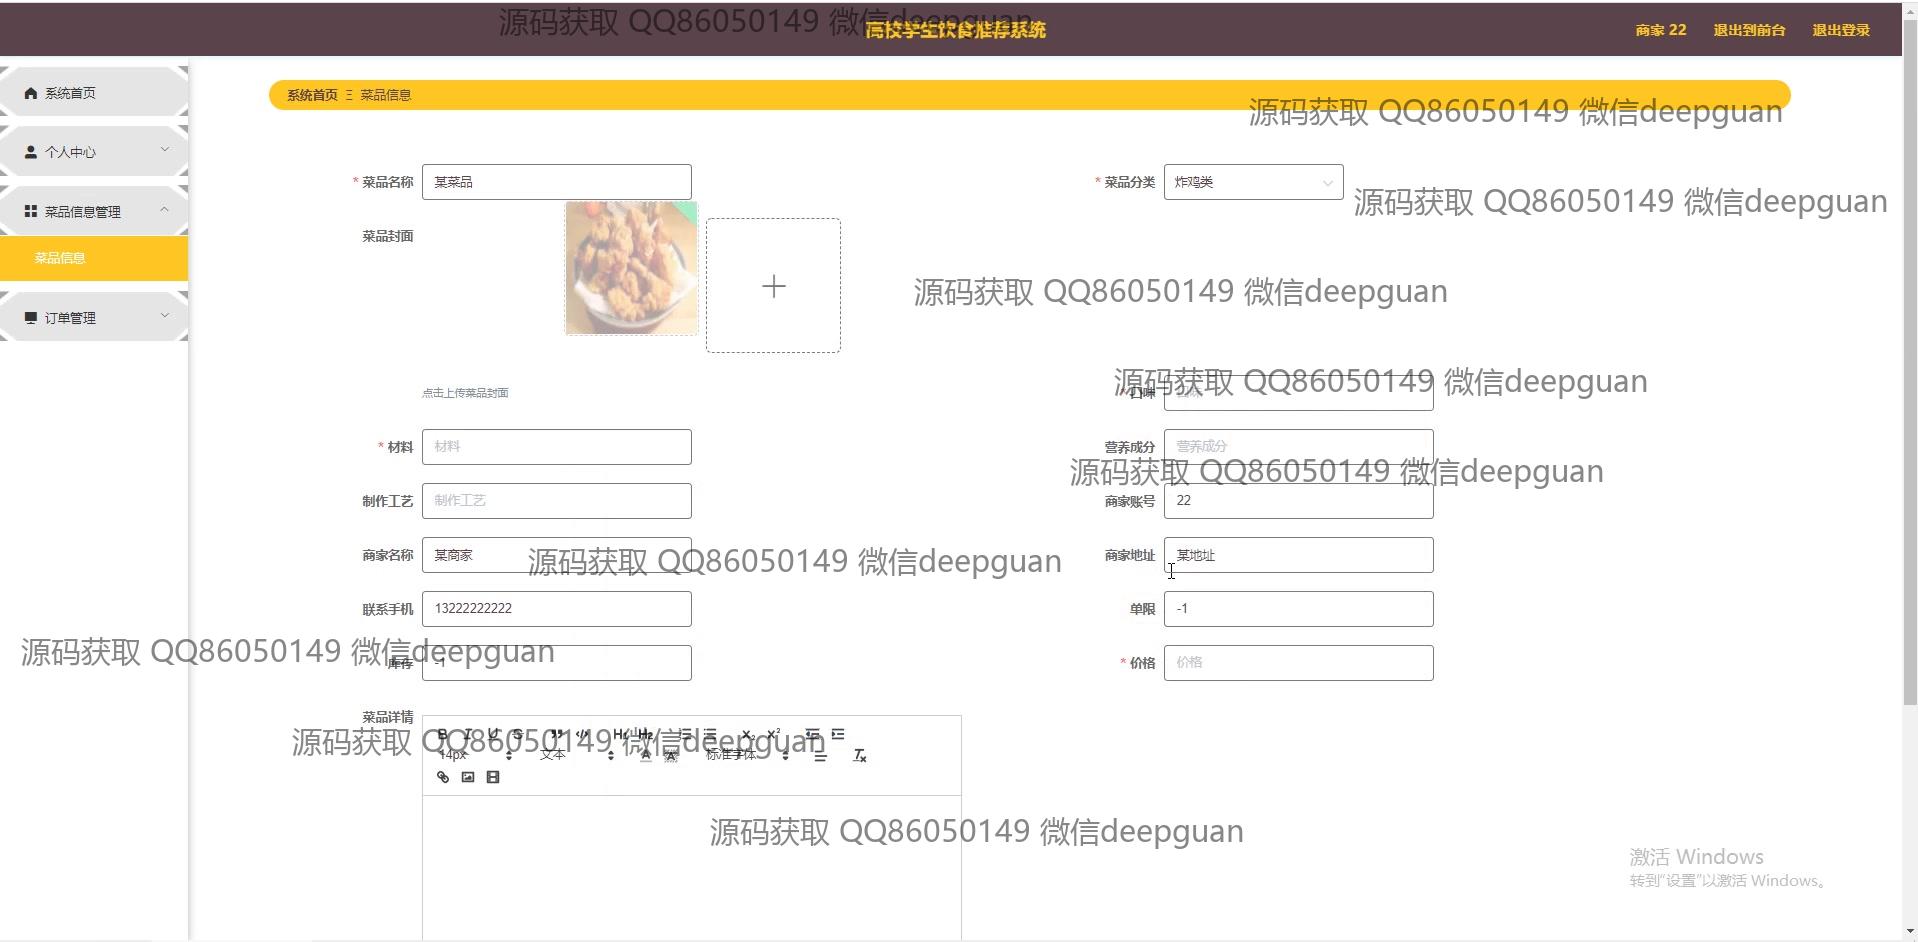 源码获取 QQ86050149 微信deepguan
高校学生饮食推荐系统
商家 22 退出到前台 退出登录
系统首页
个人中心
菜品信息管理
菜品信息
订单管理
系统首页 Ξ 菜品信息
源码获取 QQ86050149 微信deepguan
* 菜品名称 某菜品
* 菜品分类 炸鸡类
源码获取 QQ86050149 微信deepguan
菜品封面
源码获取 QQ86050149 微信deepguan
点击上传菜品封面
* 口味 口味
源码获取 QQ86050149 微信deepguan
* 材料 材料
营养成分 营养成分
源码获取 QQ86050149 微信deepguan
制作工艺 制作工艺
商家账号 22
商家名称 某商家
源码获取 QQ86050149 微信deepguan
商家地址 某地址
联系手机 13222222222
单限 -1
源码获取 QQ86050149 微信deepguan
库存 -1
* 价格 价格
菜品详情
B I U S ” </> H1 H2 X2 X2
源码获取 QQ86050149 微信deepguan
14px 文本 A A 标准字体 Tx
源码获取 QQ86050149 微信deepguan
激活 Windows
转到“设置”以激活 Windows。